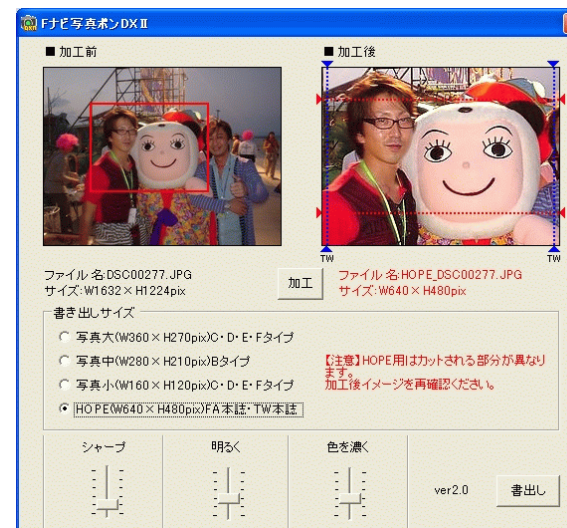 Fナビ写真ポンDXⅡ
■ 加工前
■ 加工後
TW
TW
ファイル名:DSC00277.JPG
サイズ:W1632×H1224pix
加工
ファイル名:HOPE_DSC00277.JPG
サイズ:W640×H480pix
書き出しサイズ
写真大(W360×H270pix)C・D・E・Fタイプ
写真中(W280×H210pix)Bタイプ
写真小(W160×H120pix)C・D・E・Fタイプ
HOPE(W640×H480pix)FA本誌・TW本誌
【注意】HOPE用はカットされる部分が異なり
ます。
加工後イメージを再確認ください。
シャープ
明るく
色を濃く
ver2.0
書出し